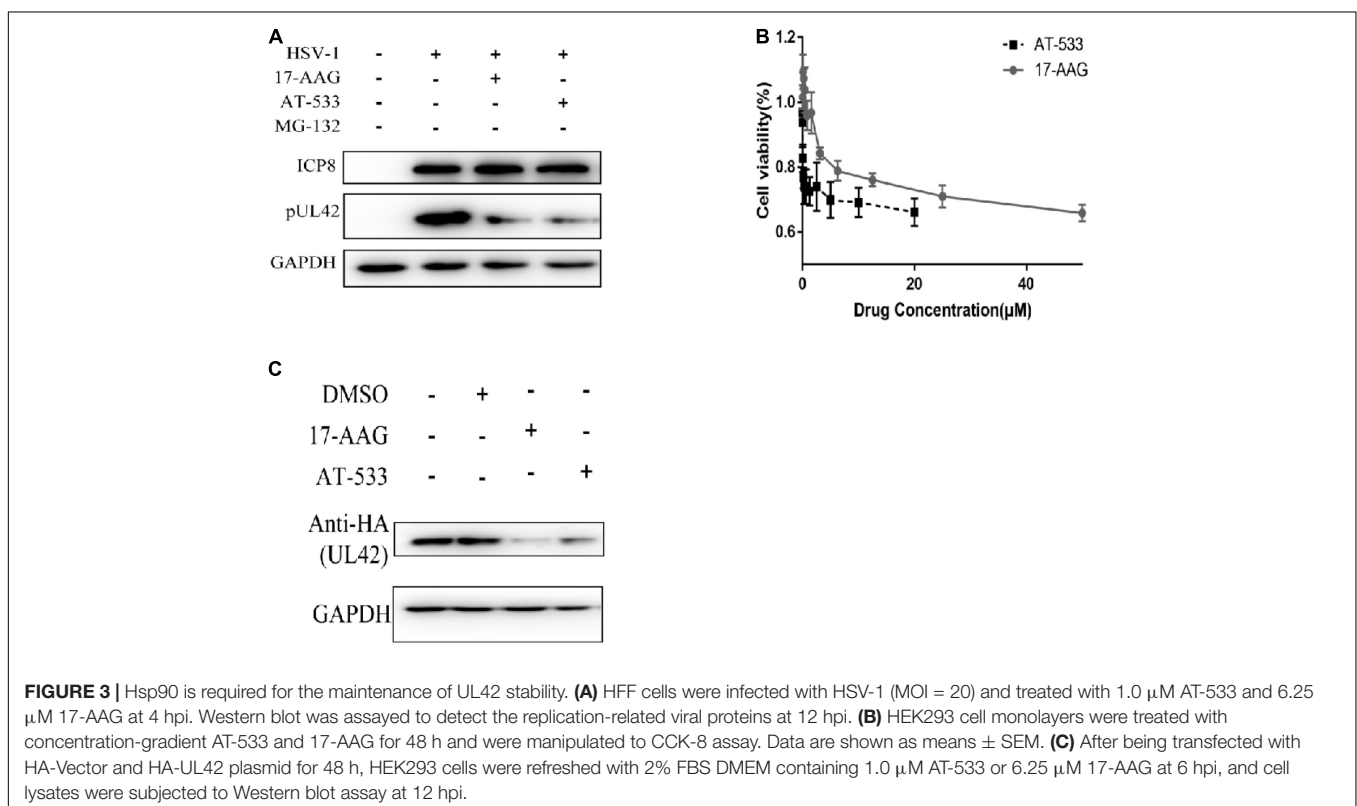 A
HSV-1 - + + +
17-AAG - - + -
AT-533 - - - +
MG-132 - - - -
ICP8
pUL42
GAPDH
B
AT-533
17-AAG
Cell viability(%)
1.2
1.0
0.8
0.6
0 20 40
Drug Concentration(μM)
C
DMSO - + - -
17-AAG - - + -
AT-533 - - - +
Anti-HA
(UL42)
GAPDH
FIGURE 3 | Hsp90 is required for the maintenance of UL42 stability. (A) HFF cells were infected with HSV-1 (MOI = 20) and treated with 1.0 μM AT-533 and 6.25
μM 17-AAG at 4 hpi. Western blot was assayed to detect the replication-related viral proteins at 12 hpi. (B) HEK293 cell monolayers were treated with
concentration-gradient AT-533 and 17-AAG for 48 h and were manipulated to CCK-8 assay. Data are shown as means ± SEM. (C) After being transfected with
HA-Vector and HA-UL42 plasmid for 48 h, HEK293 cells were refreshed with 2% FBS DMEM containing 1.0 μM AT-533 or 6.25 μM 17-AAG at 6 hpi, and cell
lysates were subjected to Western blot assay at 12 hpi.